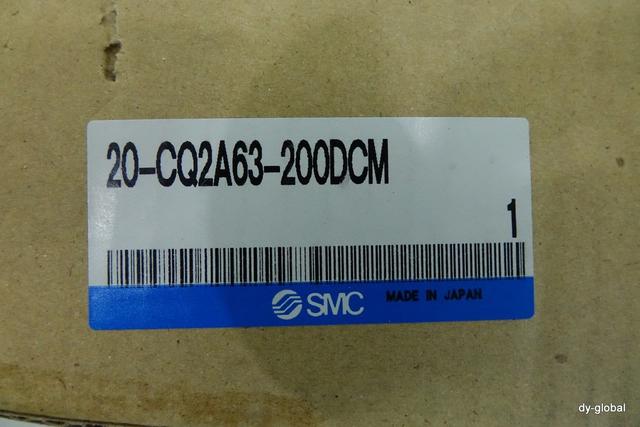 20-CQ2A63-200DCM
1
SMC MADE IN JAPAN
dy-global